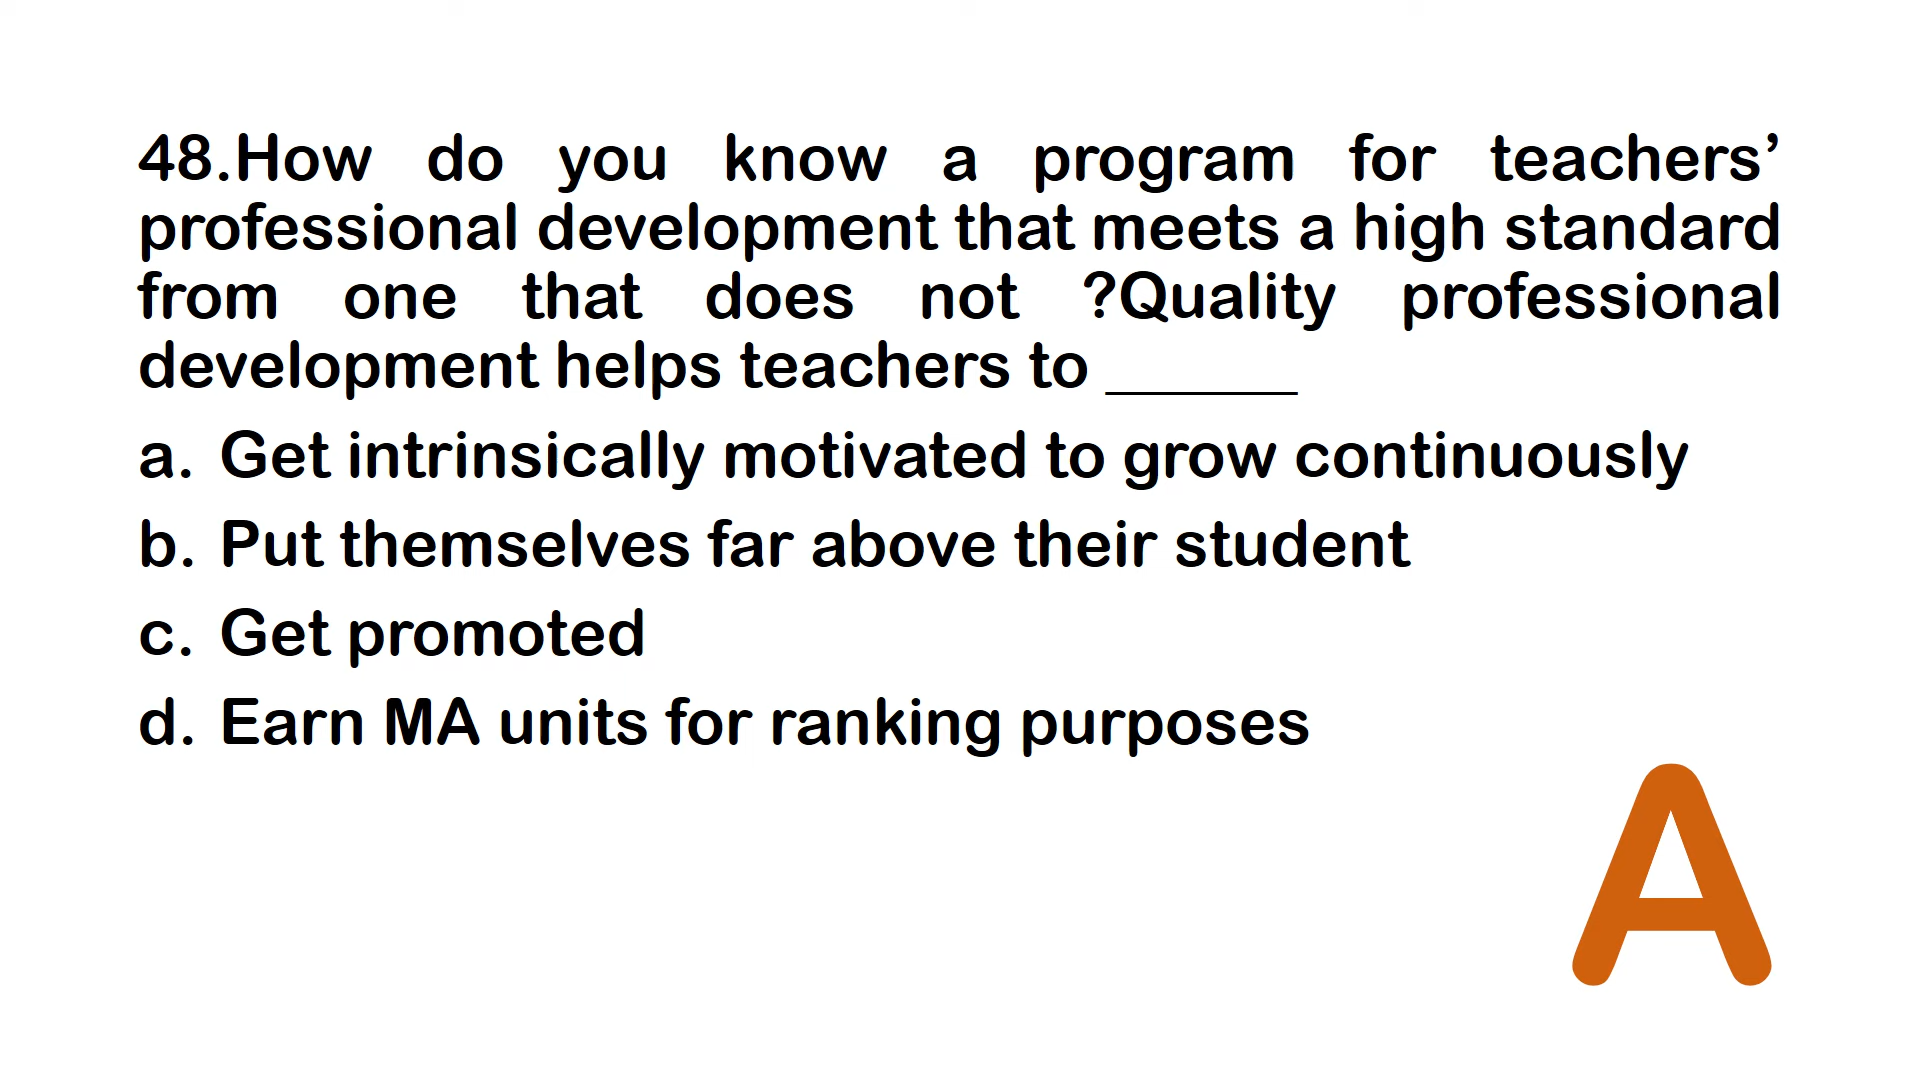 48.How do you know a program for teachers’
professional development that meets a high standard
from one that does not ?Quality professional
development helps teachers to ______
a. Get intrinsically motivated to grow continuously
b. Put themselves far above their student
c. Get promoted
d. Earn MA units for ranking purposes
A